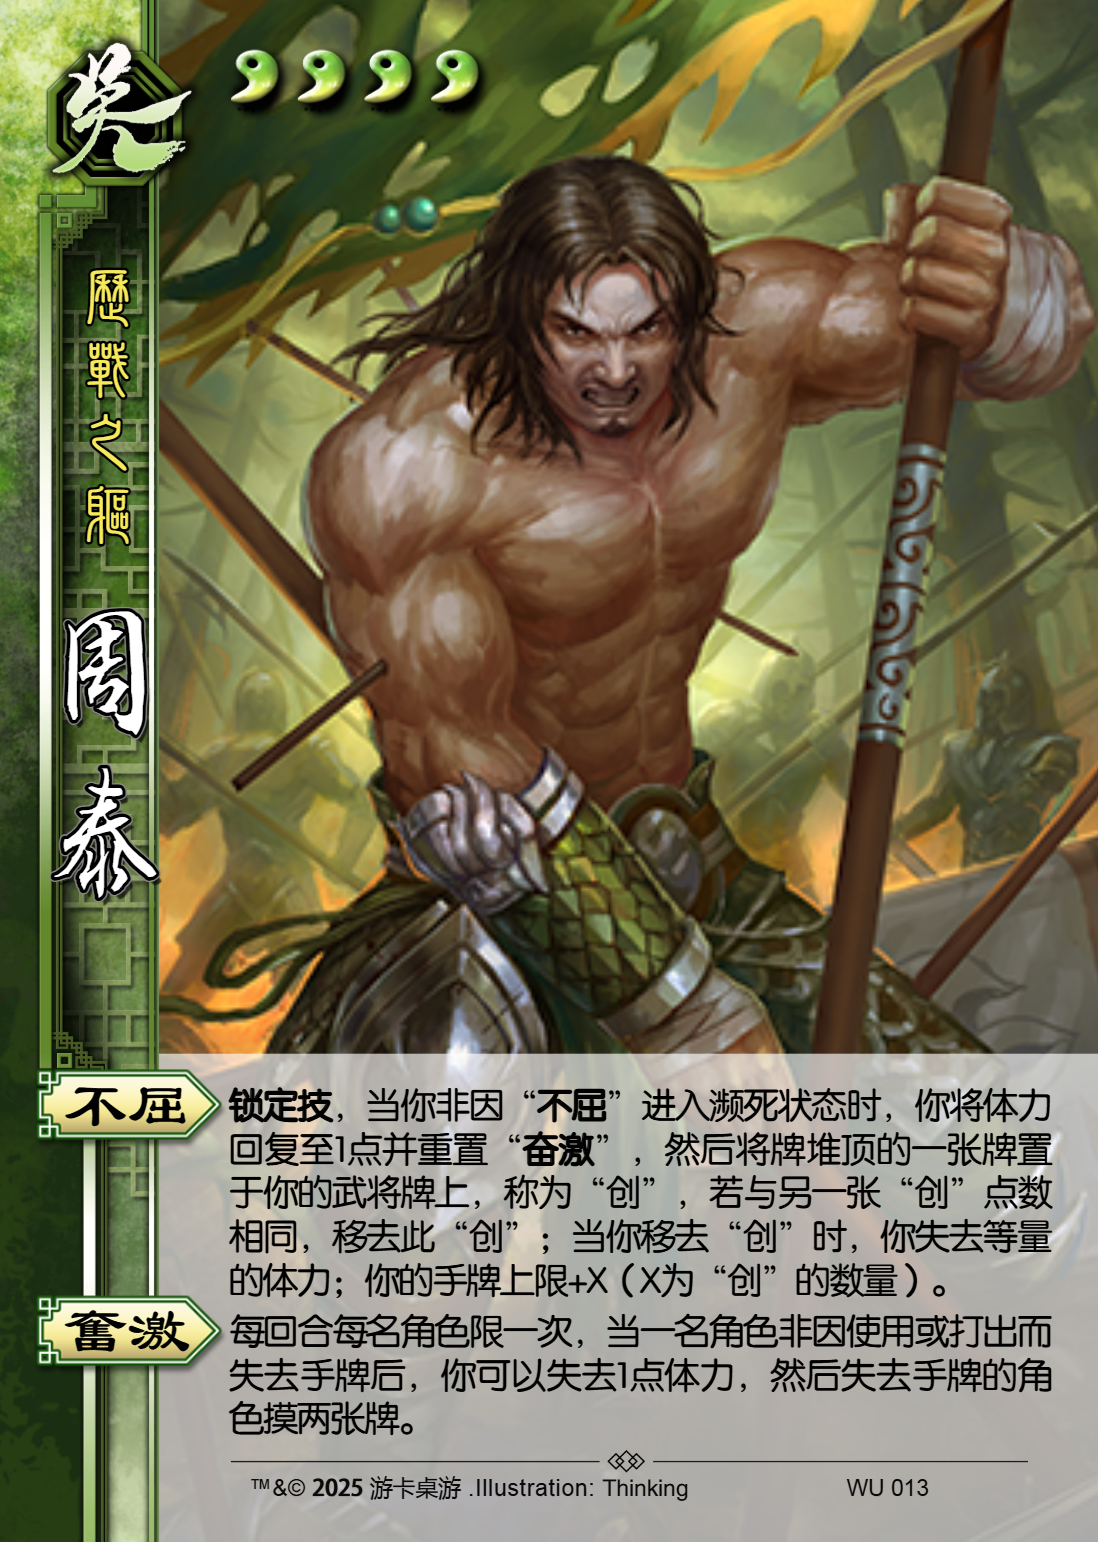 吴
歷戰之軀
周泰
不屈
锁定技，当你非因“不屈”进入濒死状态时，你将体力
回复至1点并重置“奋激”，然后将牌堆顶的一张牌置
于你的武将牌上，称为“创”，若与另一张“创”点数
相同，移去此“创”；当你移去“创”时，你失去等量
的体力；你的手牌上限+X（X为“创”的数量）。
奮激
每回合每名角色限一次，当一名角色非因使用或打出而
失去手牌后，你可以失去1点体力，然后失去手牌的角
色摸两张牌。
™&© 2025 游卡桌游 .Illustration: Thinking WU 013